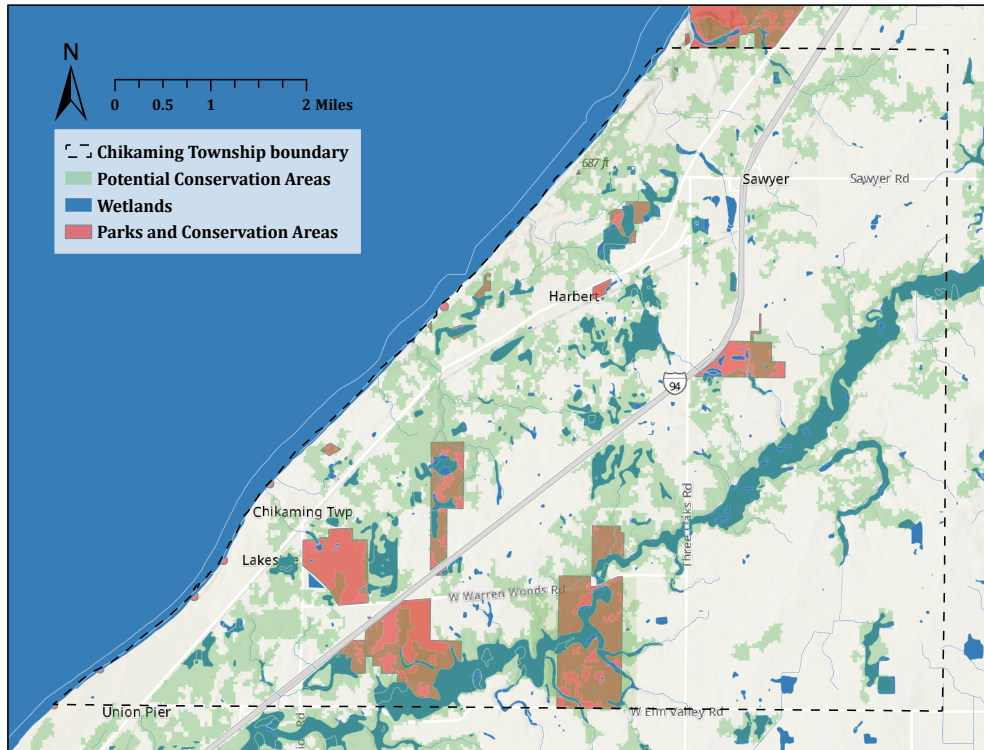 N
0 0.5 1 2 Miles
Chikaming Township boundary
Potential Conservation Areas
Wetlands
Parks and Conservation Areas
687 ft
Sawyer
Sawyer Rd
Harbert
94
Chikaming Twp
Three Oaks Rd
W Warren Woods Rd
Union Pier
Rd
W Elm Valley Rd